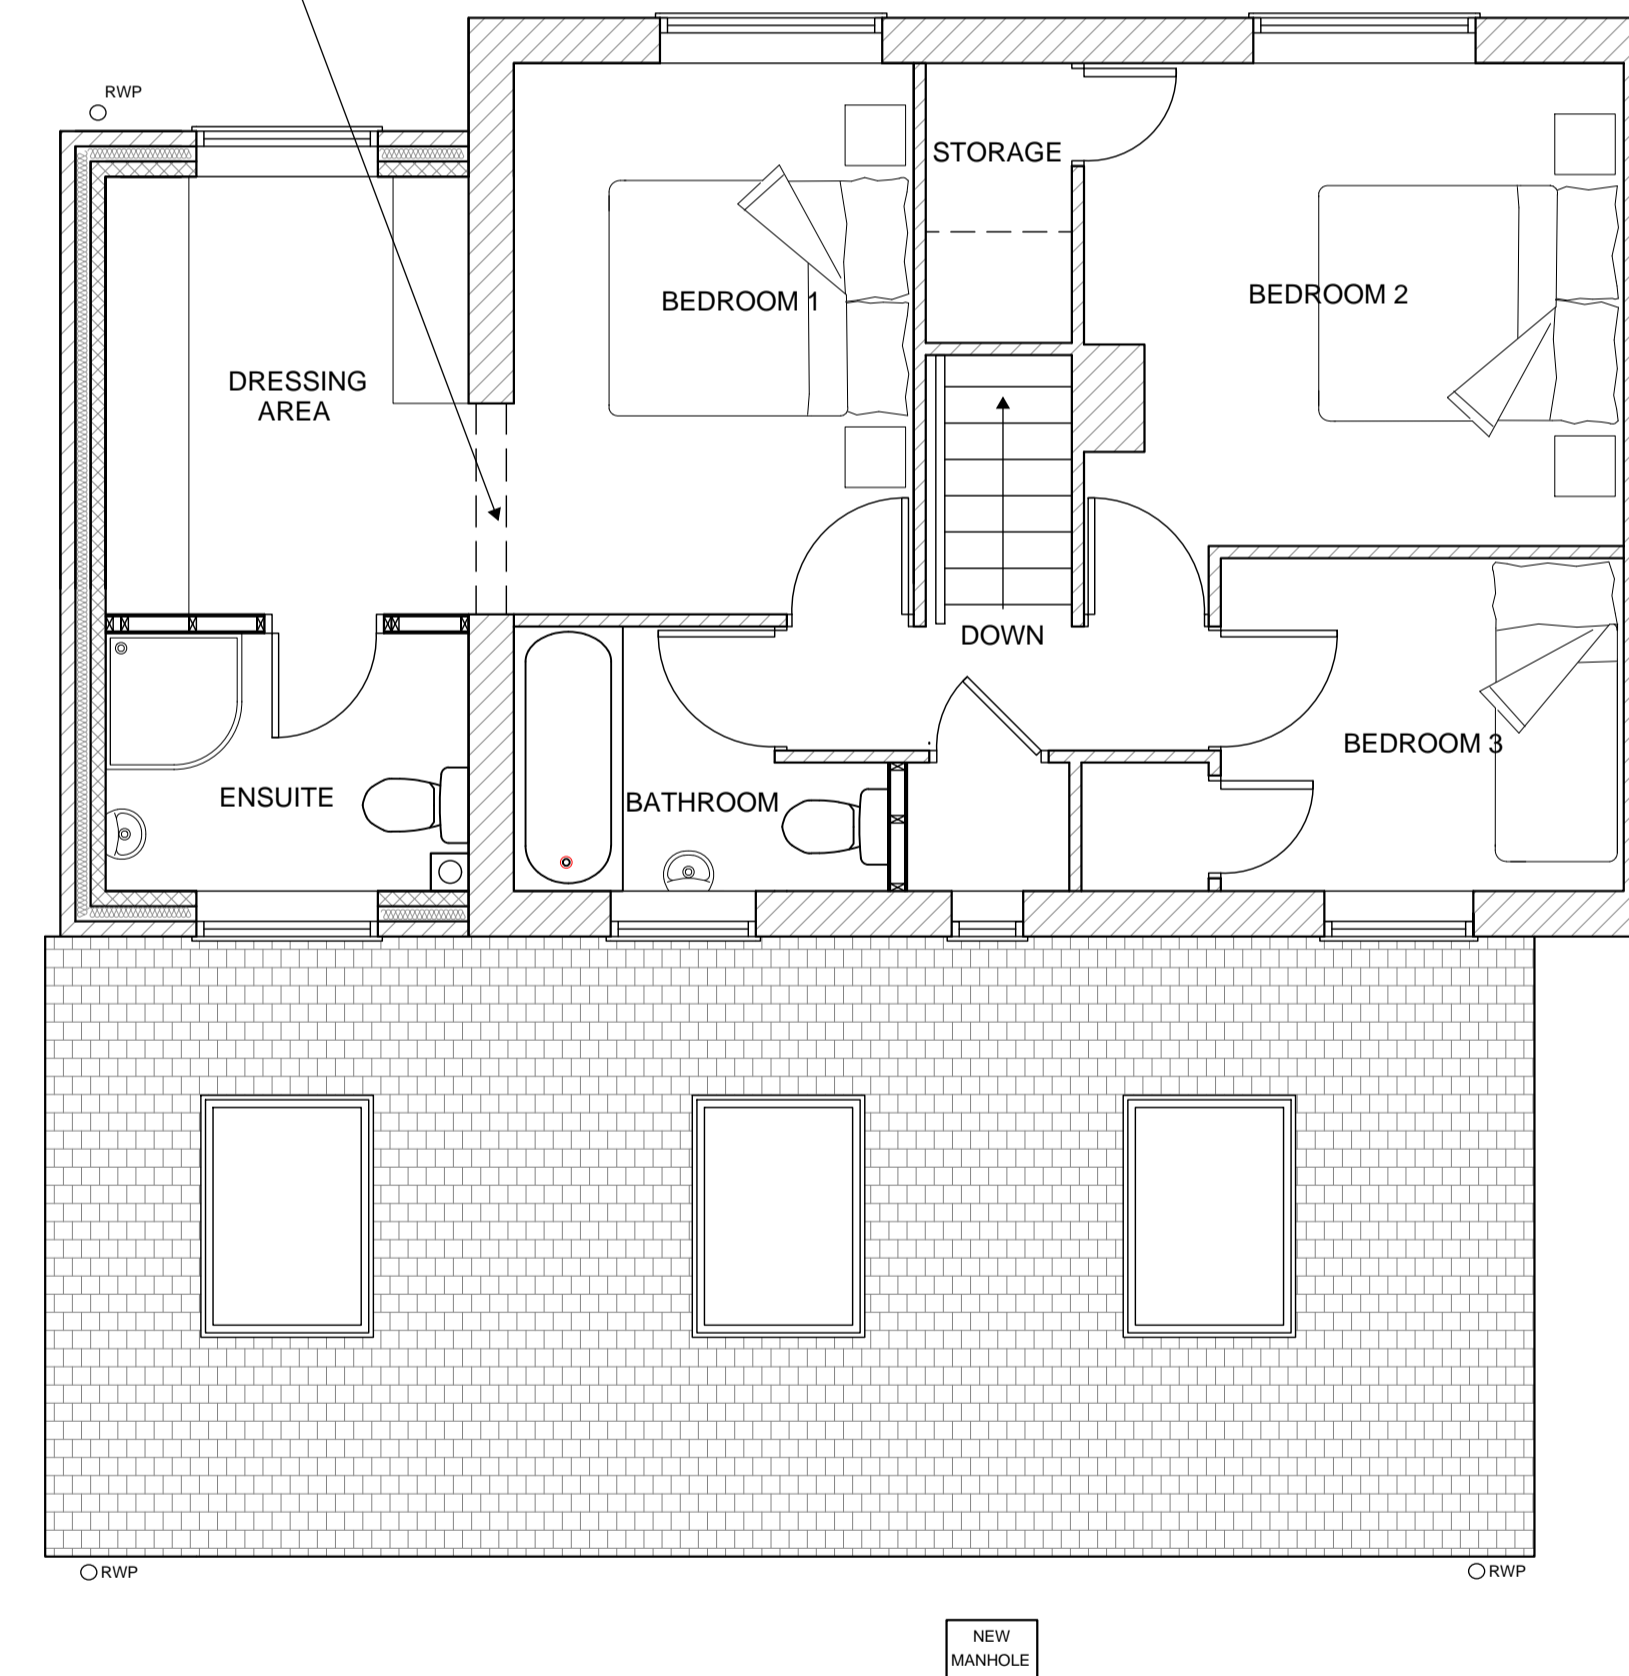 RWP
STORAGE
BEDROOM 1
BEDROOM 2
DRESSING
AREA
DOWN
BEDROOM 3
ENSUITE
BATHROOM
RWP
RWP
NEW
MANHOLE